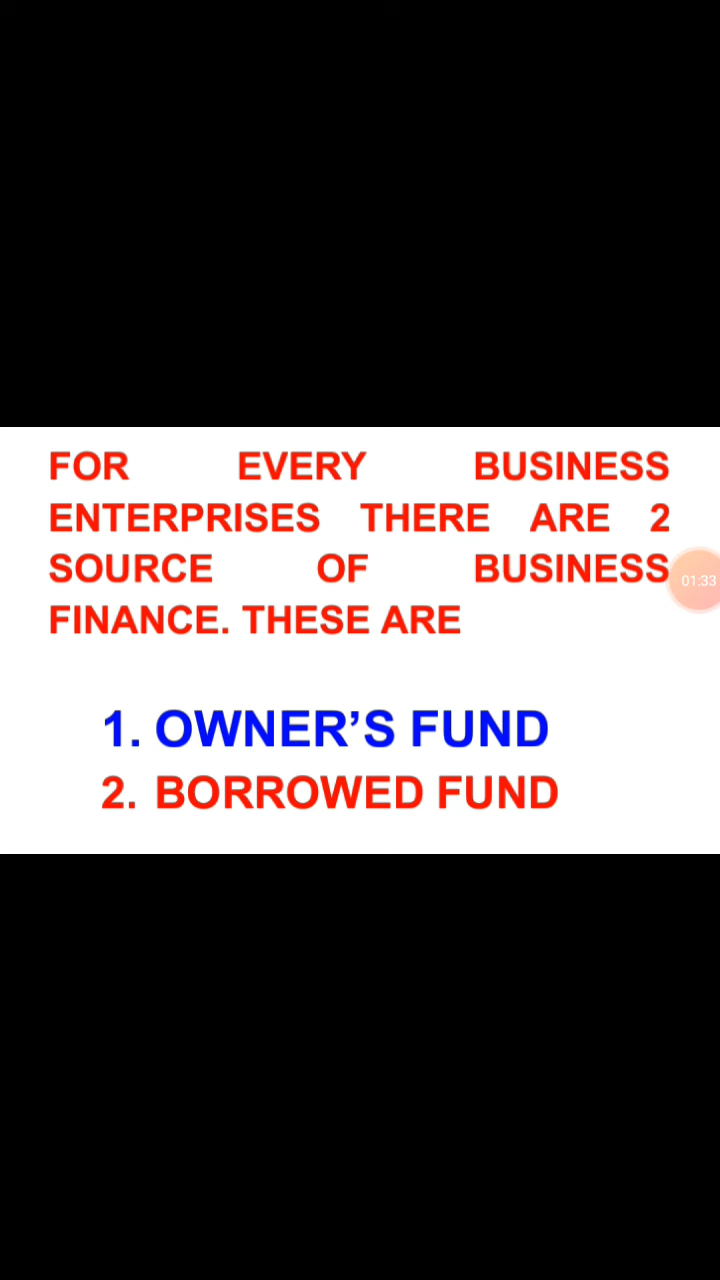 FOR EVERY BUSINESS
ENTERPRISES THERE ARE 2
SOURCE OF BUSINESS
01:33
FINANCE. THESE ARE
1. OWNER’S FUND
2. BORROWED FUND